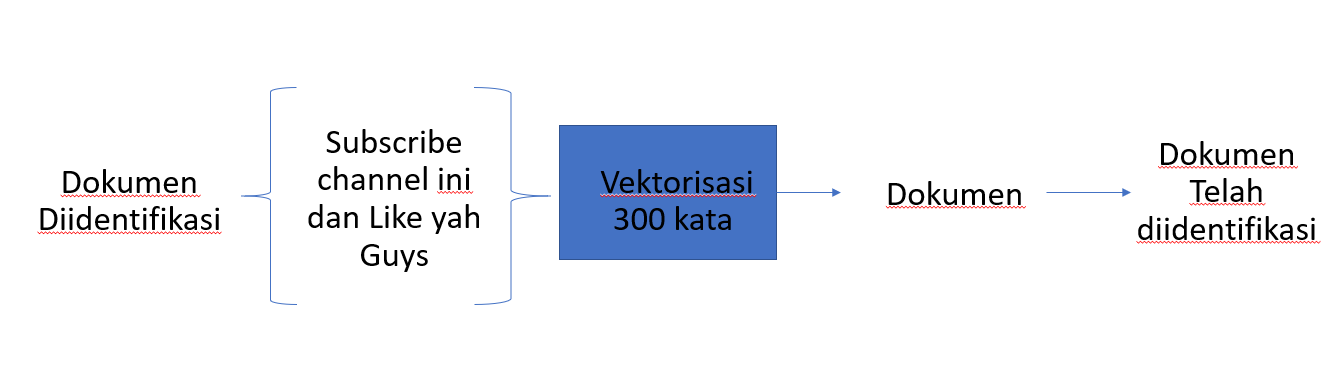 Dokumen
Diidentifikasi
Subscribe
channel ini
dan Like yah
Guys
Vektorisasi
300 kata
Dokumen
Dokumen
Telah
diidentifikasi